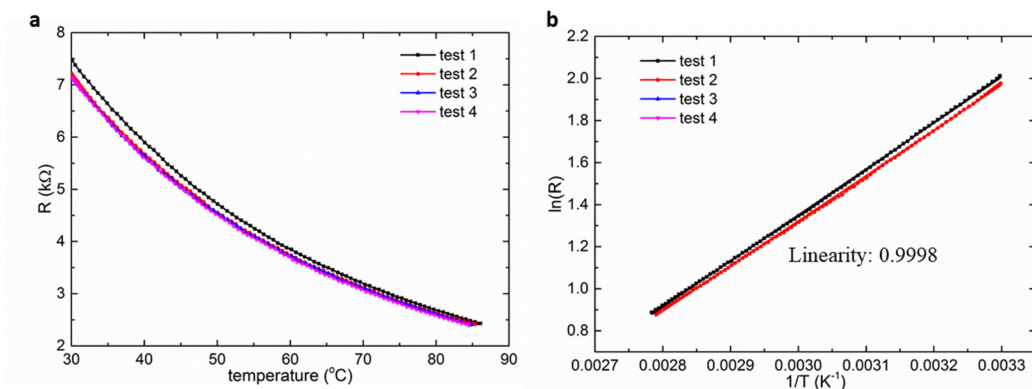 a
8
7
6
5
4
3
2
R (kΩ)
test 1
test 2
test 3
test 4
30 40 50 60 70 80 90
temperature (°C)
b
2.2
2.0
1.8
1.6
1.4
1.2
1.0
0.8
ln(R)
test 1
test 2
test 3
test 4
Linearity: 0.9998
0.0027 0.0028 0.0029 0.0030 0.0031 0.0032 0.0033
1/T (K⁻¹)